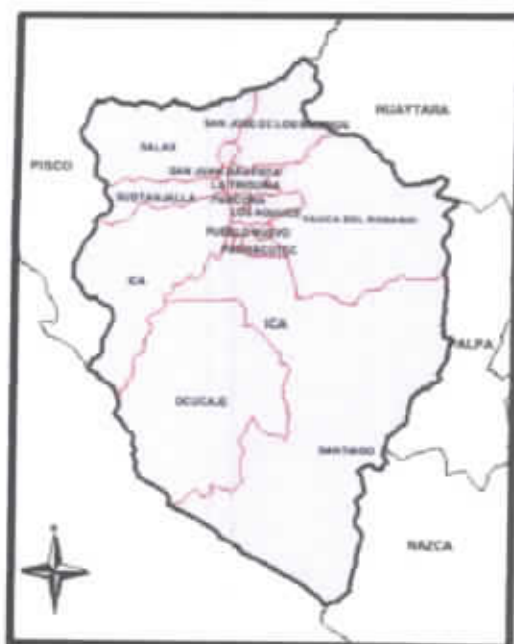 HUAYTARA
SAN JOSE DE LOS MOLINOS
SALAS
PISCO
SAN JUAN BAUTISTA
LA TINGUIÑA
SUBTANJALLA
PARCONA
LOS AQUIJES
YAUCA DEL ROSARIO
PUEBLO NUEVO
PACHACUTEC
ICA
ICA
PALPA
OCUCAJE
SANTIAGO
NAZCA